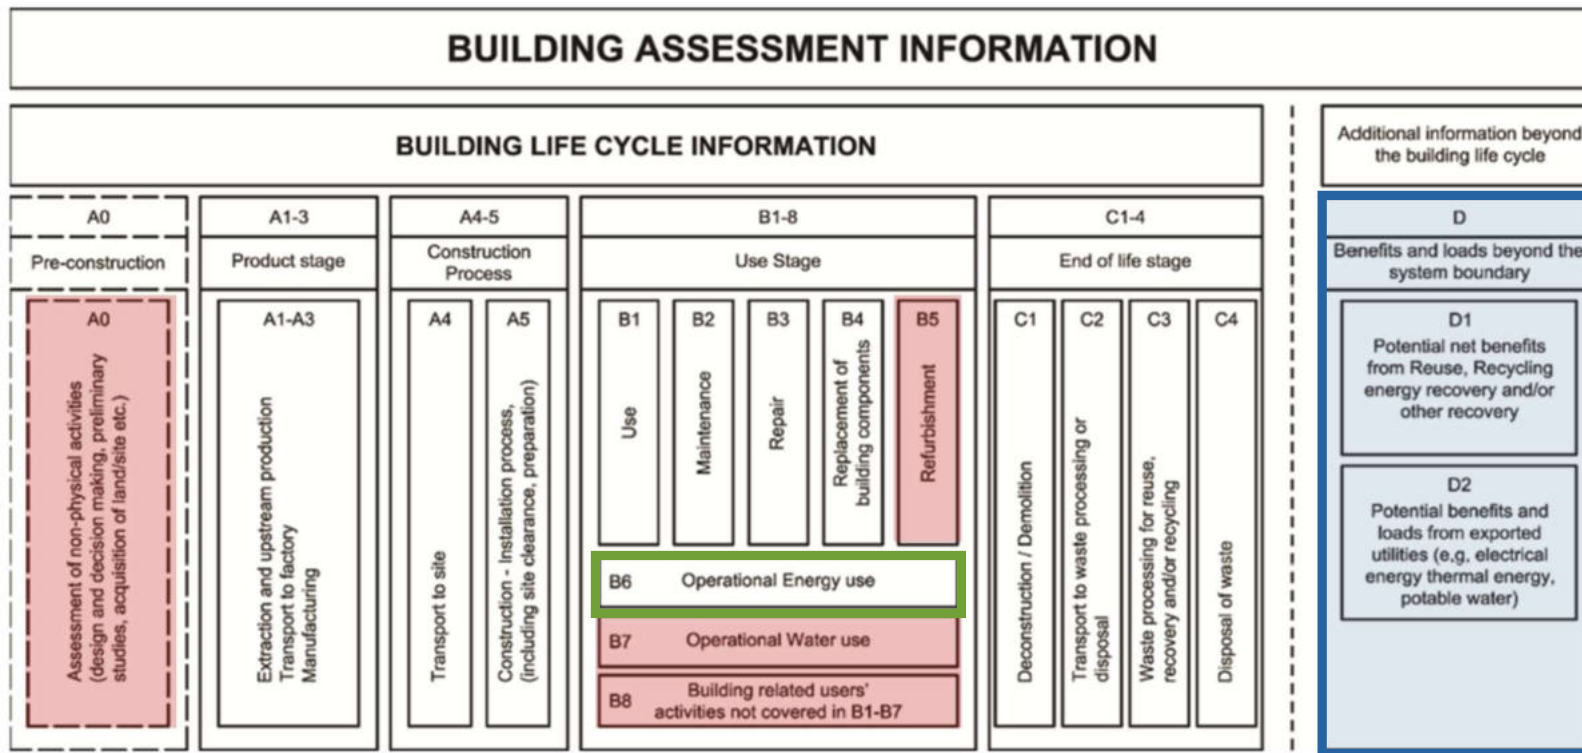 BUILDING ASSESSMENT INFORMATION
BUILDING LIFE CYCLE INFORMATION
Additional information beyond
the building life cycle
A0
Pre-construction
A0
Assessment of non-physical activities
(design and decision making, preliminary
studies, acquisition of land/site etc.)
A1-3
Product stage
A1-A3
Extraction and upstream production
Transport to factory
Manufacturing
A4-5
Construction
Process
A4
Transport to site
A5
Construction - Installation process,
(including site clearance, preparation)
B1-8
Use Stage
B1
Use
B2
Maintenance
B3
Repair
B4
Replacement of
building components
B5
Refurbishment
B6 Operational Energy use
B7 Operational Water use
B8 Building related users'
activities not covered in B1-B7
C1-4
End of life stage
C1
Deconstruction / Demolition
C2
Transport to waste processing or
disposal
C3
Waste processing for reuse,
recovery and/or recycling
C4
Disposal of waste
D
Benefits and loads beyond the
system boundary
D1
Potential net benefits
from Reuse, Recycling
energy recovery and/or
other recovery
D2
Potential benefits and
loads from exported
utilities (e,g, electrical
energy thermal energy,
potable water)